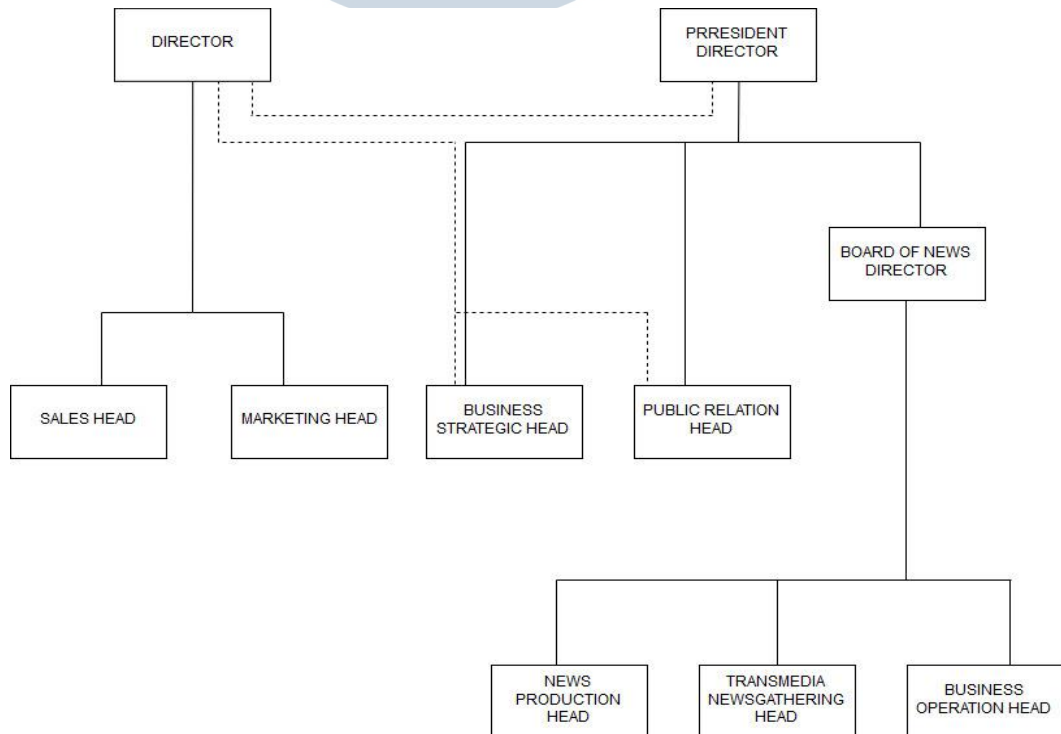 DIRECTOR
PRRESIDENT
DIRECTOR
BOARD OF NEWS
DIRECTOR
SALES HEAD
MARKETING HEAD
BUSINESS
STRATEGIC HEAD
PUBLIC RELATION
HEAD
NEWS
PRODUCTION
HEAD
TRANSMEDIA
NEWSGATHERING
HEAD
BUSINESS
OPERATION HEAD